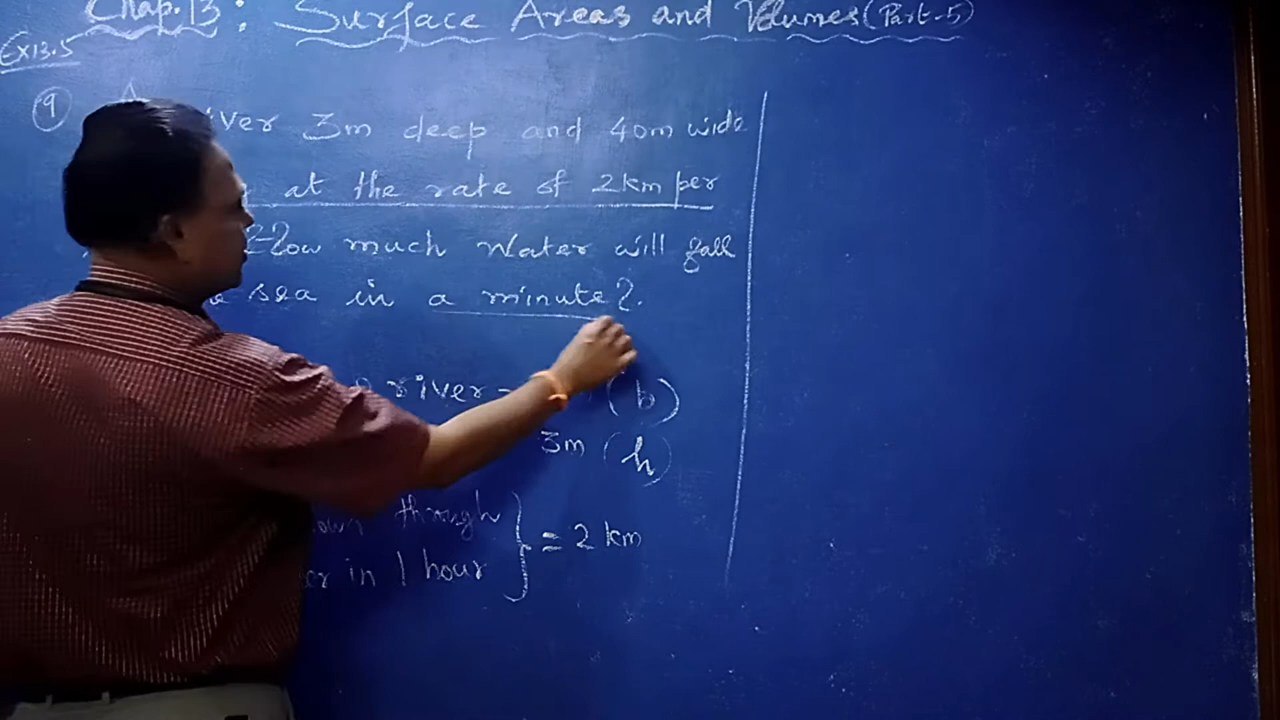 Chap.13 : Surface Areas and Volumes (Part-5)
Ex 13.5
9 A river 3m deep and 40m wide
at the rate of 2km per
How much water will fall
sea in a minute?.
river - (b)
3m (h)
through
in 1 hour } = 2 km